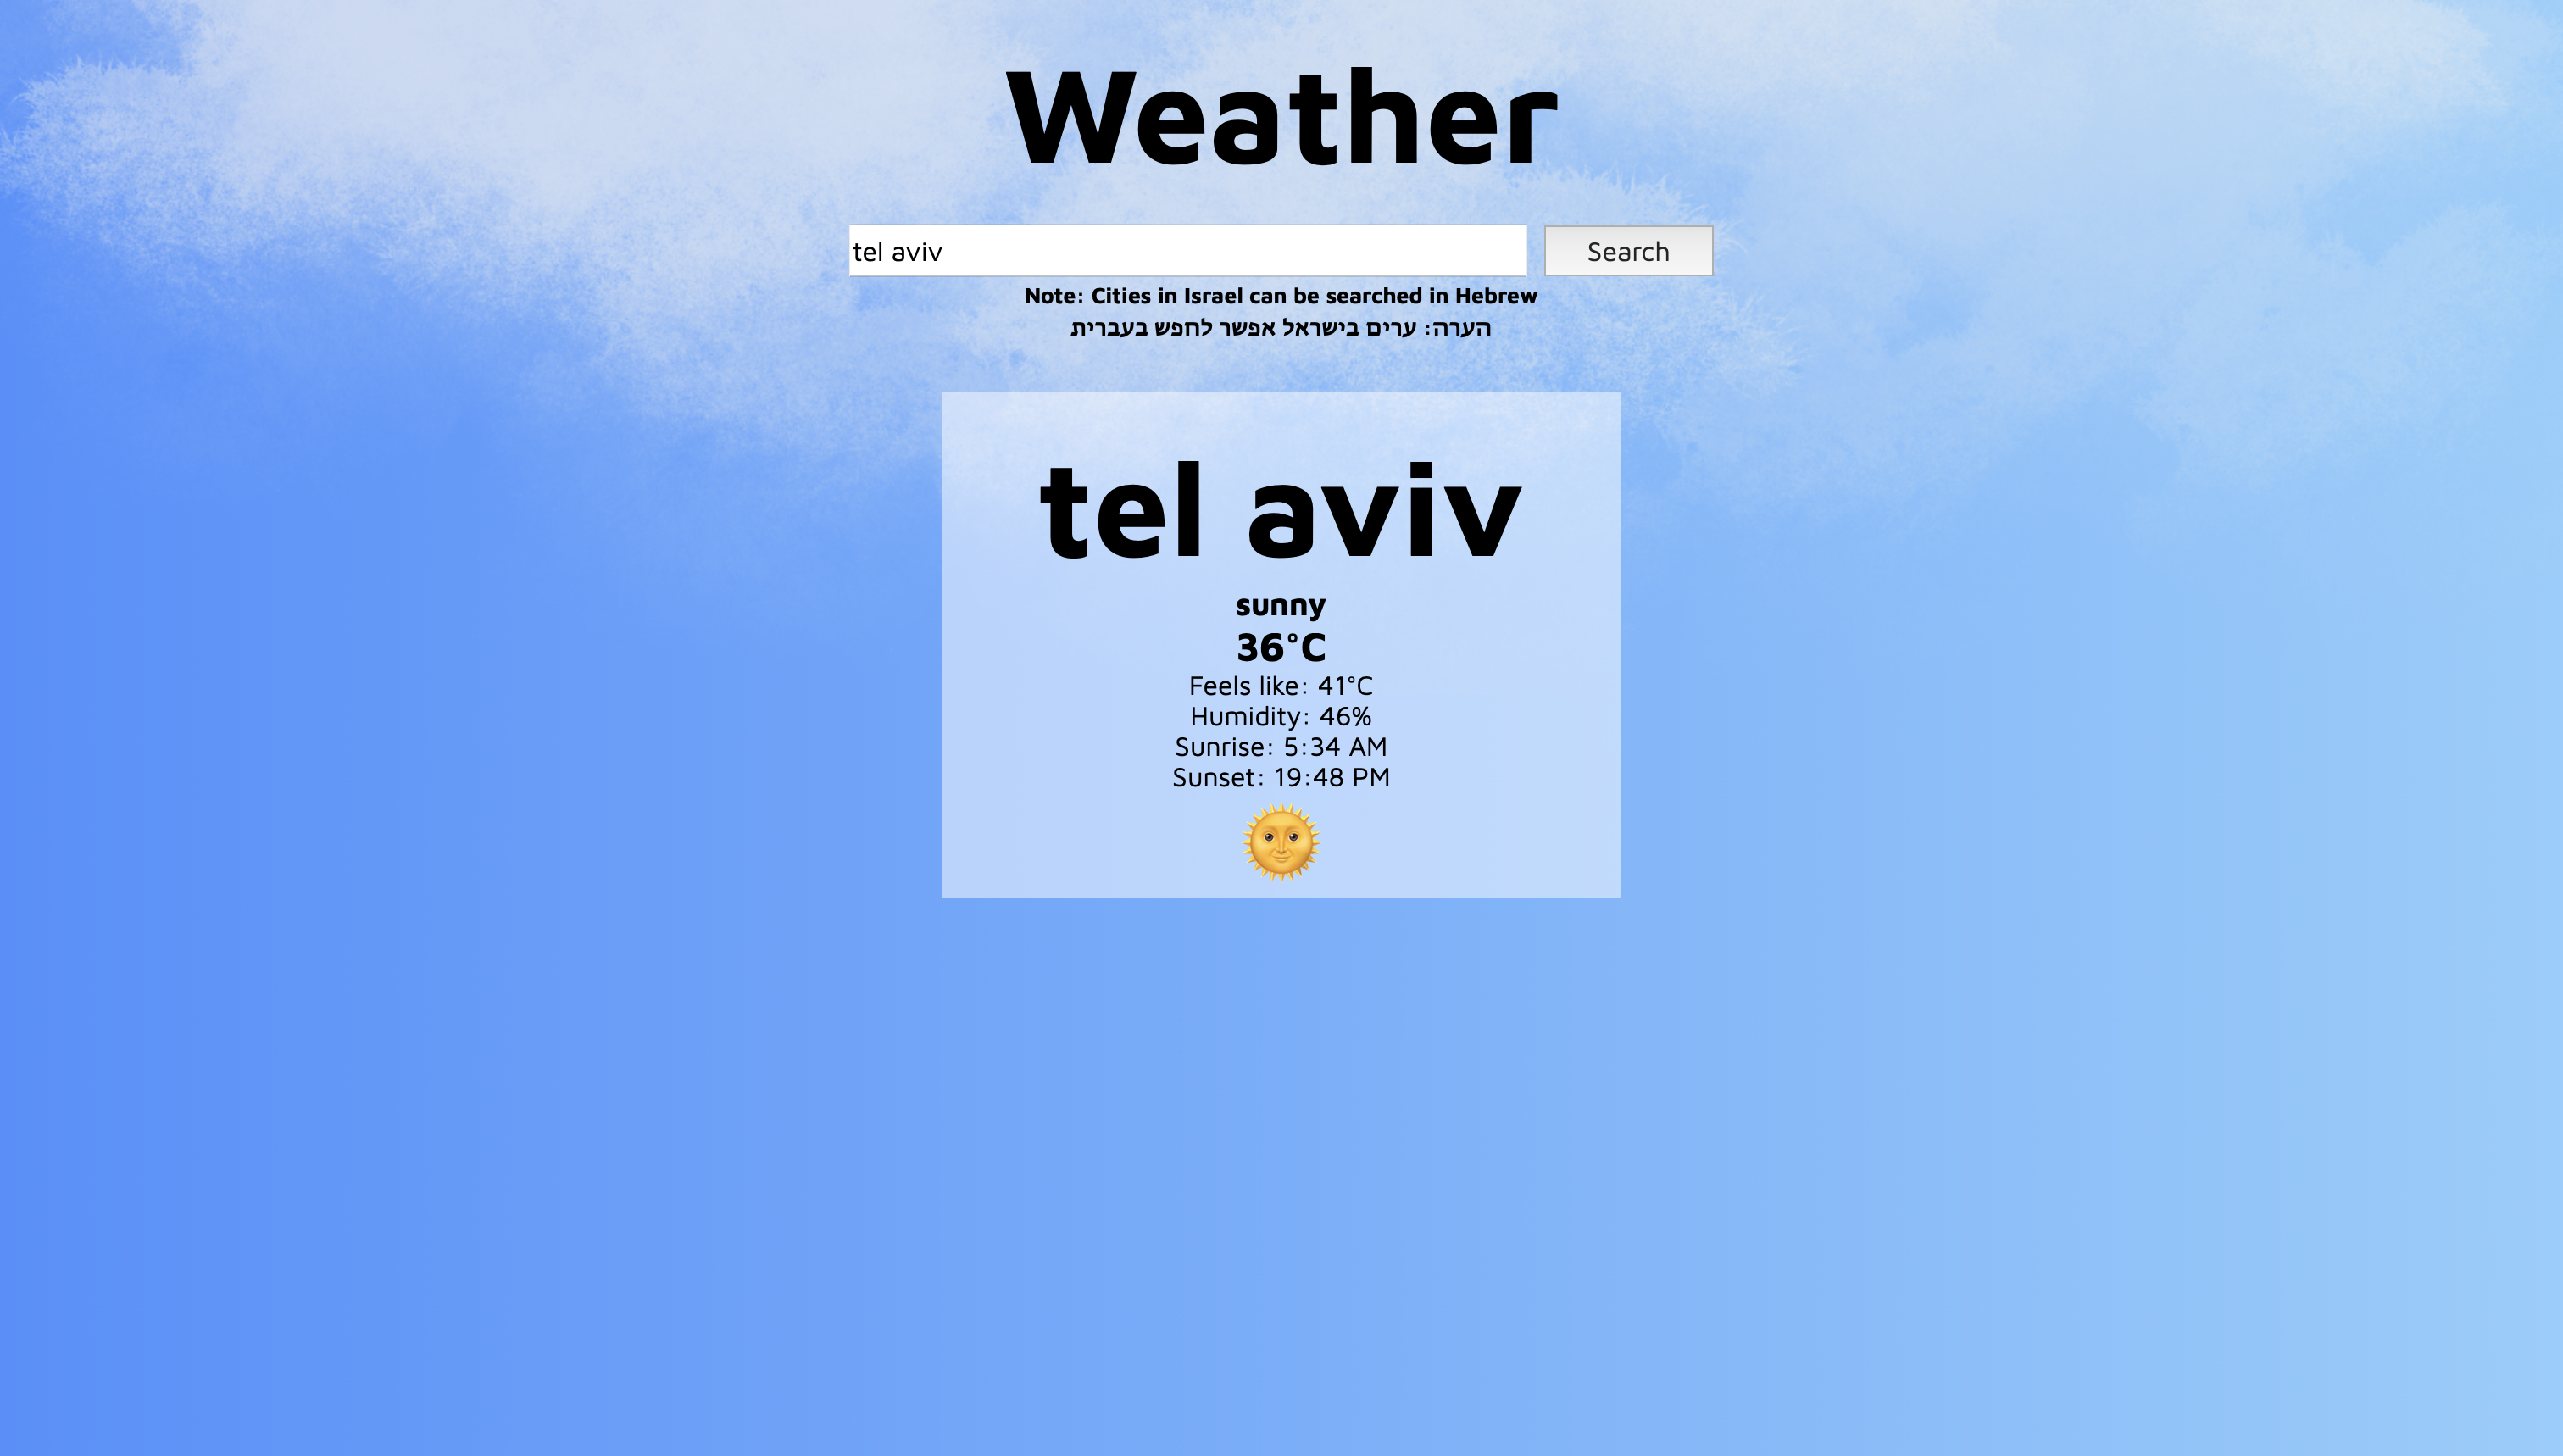 Weather
tel aviv
Search
Note: Cities in Israel can be searched in Hebrew
הערה: ערים בישראל אפשר לחפש בעברית
tel aviv
sunny
36°C
Feels like: 41°C
Humidity: 46%
Sunrise: 5:34 AM
Sunset: 19:48 PM